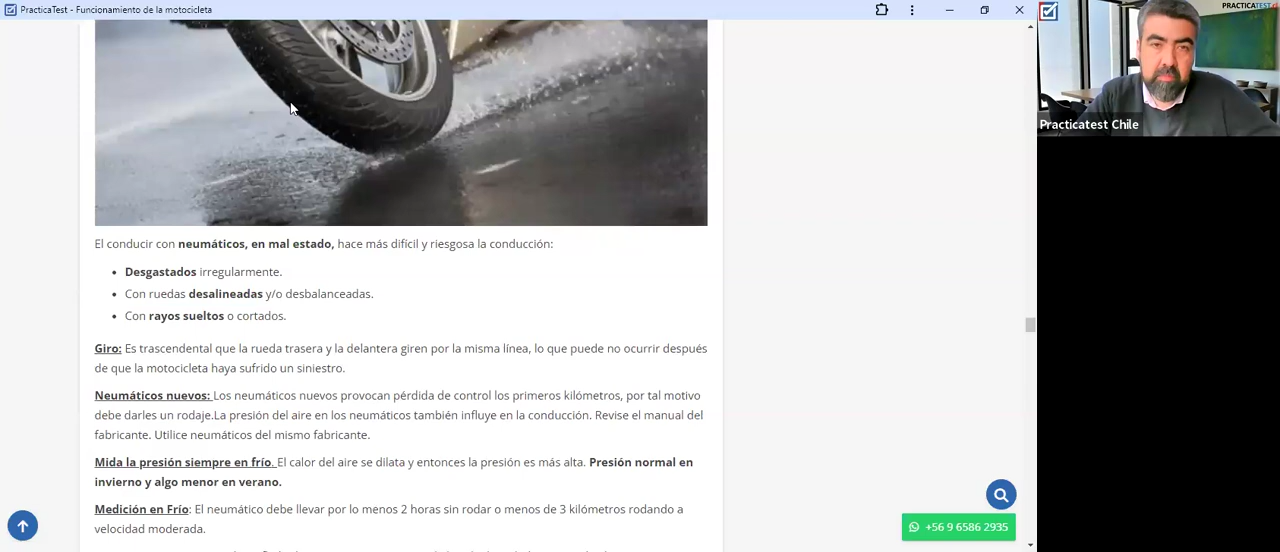 PracticaTest - Funcionamiento de la motocicleta
PRACTICATEST
Practicatest Chile
El conducir con neumáticos, en mal estado, hace más difícil y riesgosa la conducción:
• Desgastados irregularmente.
• Con ruedas desalineadas y/o desbalanceadas.
• Con rayos sueltos o cortados.
Giro: Es trascendental que la rueda trasera y la delantera giren por la misma línea, lo que puede no ocurrir después
de que la motocicleta haya sufrido un siniestro.
Neumáticos nuevos: Los neumáticos nuevos provocan pérdida de control los primeros kilómetros, por tal motivo
debe darles un rodaje.La presión del aire en los neumáticos también influye en la conducción. Revise el manual del
fabricante. Utilice neumáticos del mismo fabricante.
Mida la presión siempre en frío. El calor del aire se dilata y entonces la presión es más alta. Presión normal en
invierno y algo menor en verano.
Medición en Frío: El neumático debe llevar por lo menos 2 horas sin rodar o menos de 3 kilómetros rodando a
velocidad moderada.
+56 9 6586 2935